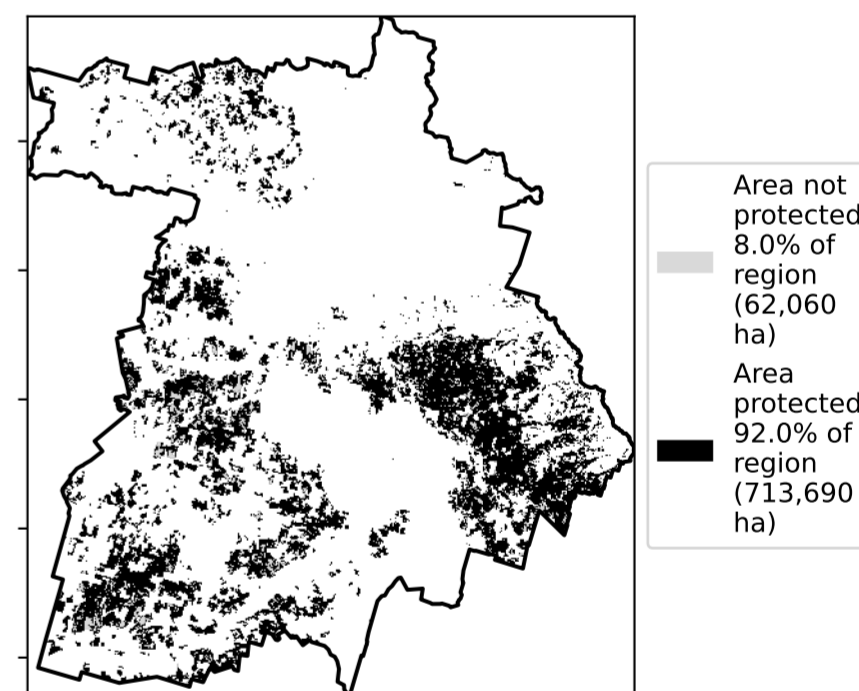 Area not
protected
8.0% of
region
(62,060
ha)
Area
protected
92.0% of
region
(713,690
ha)